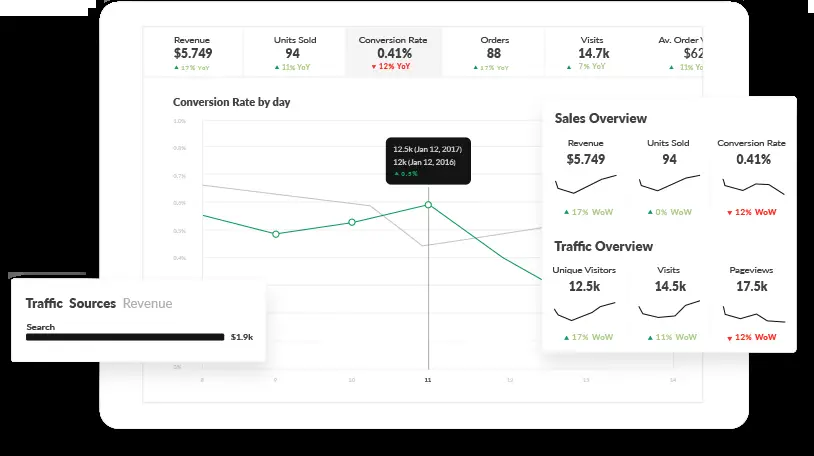 Revenue
$5.749
▲ 17% YoY
Units Sold
94
▲ 11% YoY
Conversion Rate
0.41%
▼ 12% YoY
Orders
88
▲ 17% YoY
Visits
14.7k
▲ 7% YoY
Av. Order
$62
▲ 11% Yo
Conversion Rate by day
1.0%
0.8%
0.7%
0.6%
0.5%
0.4%
12.5k (Jan 12, 2017)
12k (Jan 12, 2016)
9
10
11
12
13
14
Sales Overview
Revenue
$5.749
▲ 17% WoW
Units Sold
94
▲ 0% WoW
Conversion Rate
0.41%
▼ 12% WoW
Traffic Overview
Unique Visitors
12.5k
▲ 17% WoW
Visits
14.5k
▲ 11% WoW
Pageviews
17.5k
▼ 12% WoW
Traffic Sources Revenue
Search
$1.9k